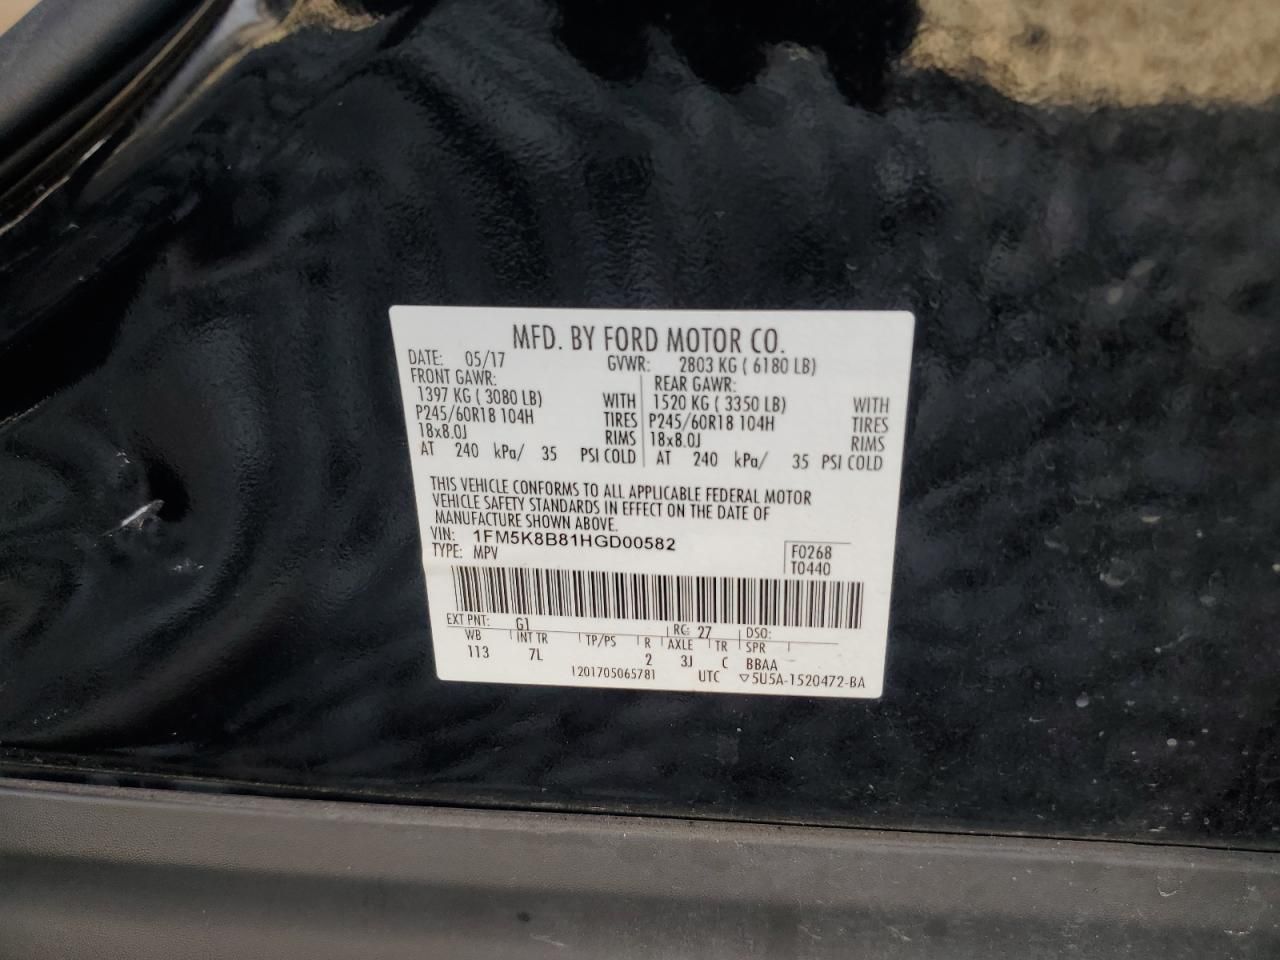 MFD. BY FORD MOTOR CO.
DATE: 05/17 GVWR: 2803 KG ( 6180 LB)
FRONT GAWR: REAR GAWR:
1397 KG ( 3080 LB) WITH 1520 KG ( 3350 LB) WITH
P245/60R18 104H TIRES P245/60R18 104H TIRES
18x8.0J RIMS 18x8.0J RIMS
AT 240 kPa/ 35 PSI COLD AT 240 kPa/ 35 PSI COLD
THIS VEHICLE CONFORMS TO ALL APPLICABLE FEDERAL MOTOR
VEHICLE SAFETY STANDARDS IN EFFECT ON THE DATE OF
MANUFACTURE SHOWN ABOVE.
VIN: 1FM5K8B81HGD00582
TYPE: MPV F0268
T0440
EXT PNT: G1 RC: 27 DSO:
WB INT TR TP/PS R AXLE TR SPR
113 7L 2 3J C BBAA
1201705065781 UTC ▽5U5A-1520472-BA